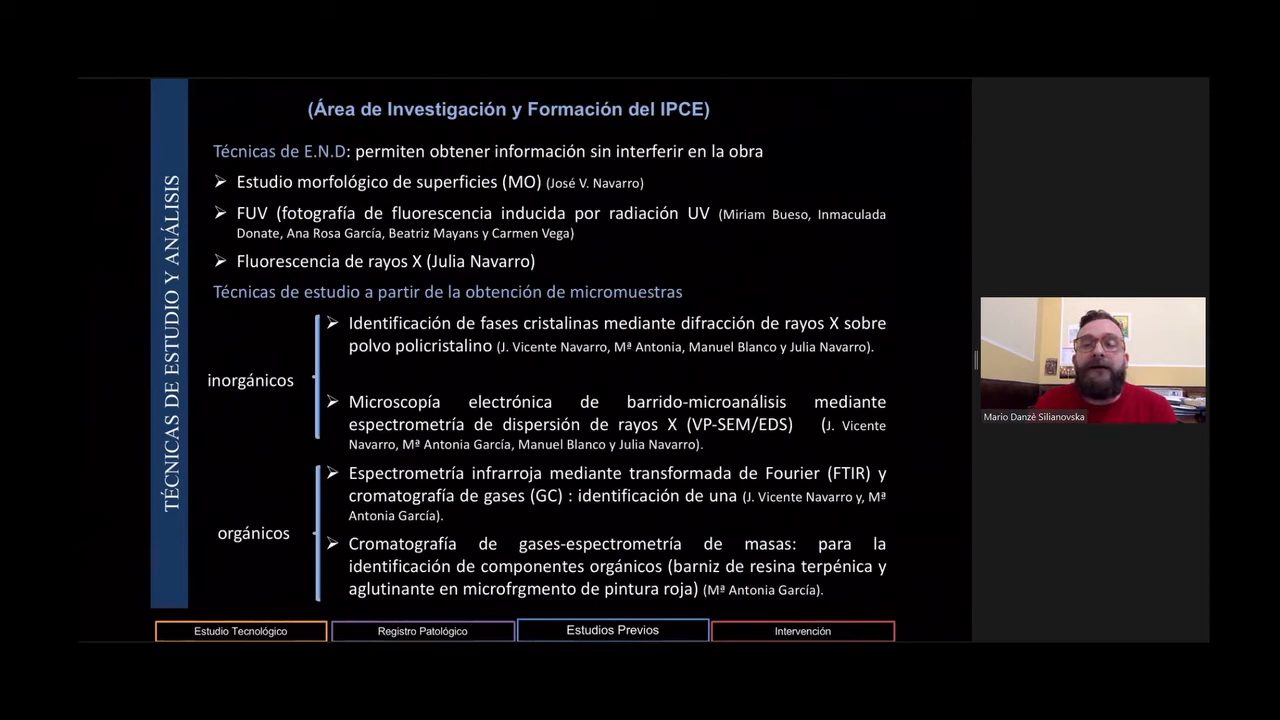 (Área de Investigación y Formación del IPCE)
TÉCNICAS DE ESTUDIO Y ANÁLISIS
Técnicas de E.N.D: permiten obtener información sin interferir en la obra
➢ Estudio morfológico de superficies (MO) (José V. Navarro)
➢ FUV (fotografía de fluorescencia inducida por radiación UV (Miriam Bueso, Inmaculada
Donate, Ana Rosa García, Beatriz Mayans y Carmen Vega)
➢ Fluorescencia de rayos X (Julia Navarro)
Técnicas de estudio a partir de la obtención de micromuestras
inorgánicos
➢ Identificación de fases cristalinas mediante difracción de rayos X sobre
polvo policristalino (J. Vicente Navarro, Mª Antonia, Manuel Blanco y Julia Navarro).
➢ Microscopía electrónica de barrido-microanálisis mediante
espectrometría de dispersión de rayos X (VP-SEM/EDS) (J. Vicente
Navarro, Mª Antonia García, Manuel Blanco y Julia Navarro).
orgánicos
➢ Espectrometría infrarroja mediante transformada de Fourier (FTIR) y
cromatografía de gases (GC) : identificación de una (J. Vicente Navarro y, Mª
Antonia García).
➢ Cromatografía de gases-espectrometría de masas: para la
identificación de componentes orgánicos (barniz de resina terpénica y
aglutinante en microfrgmento de pintura roja) (Mª Antonia García).
Estudio Tecnológico
Registro Patológico
Estudios Previos
Intervención
Mario Danzè Silianovska